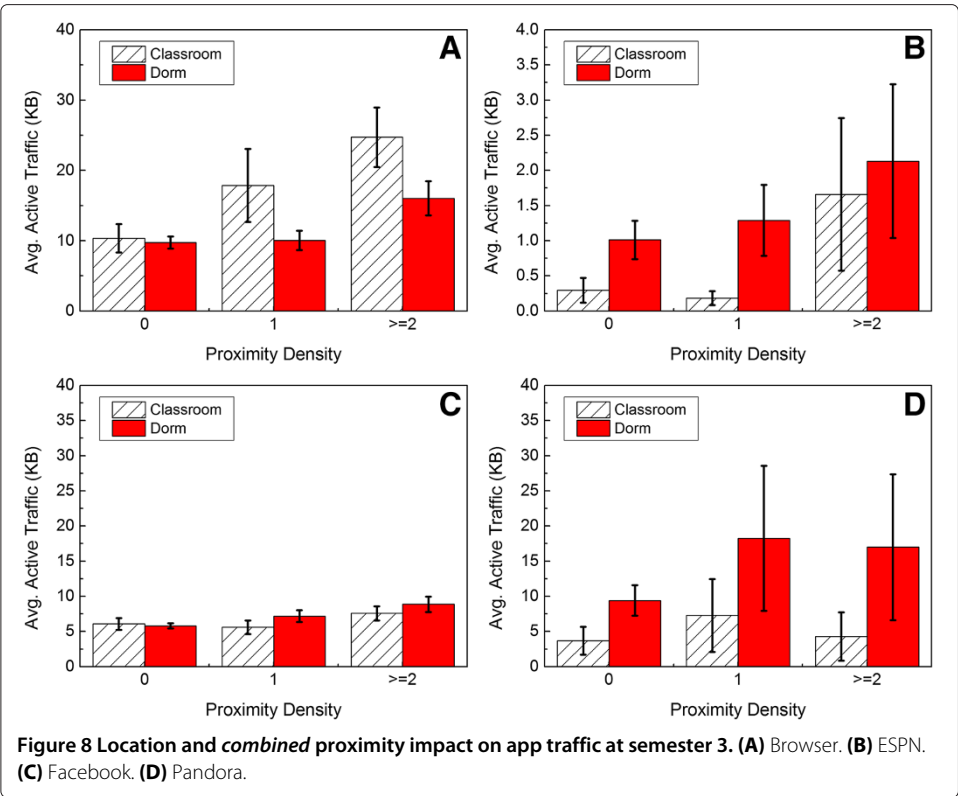 A
Classroom
Dorm
Avg. Active Traffic (KB)
40
30
20
10
0
0 1 >=2
Proximity Density
B
Classroom
Dorm
Avg. Active Traffic (KB)
4.0
3.5
3.0
2.5
2.0
1.5
1.0
0.5
0.0
0 1 >=2
Proximity Density
C
Classroom
Dorm
Avg. Active Traffic (KB)
40
35
30
25
20
15
10
5
0
0 1 >=2
Proximity Density
D
Classroom
Dorm
Avg. Active Traffic (KB)
40
35
30
25
20
15
10
5
0
0 1 >=2
Proximity Density
Figure 8 Location and combined proximity impact on app traffic at semester 3. (A) Browser. (B) ESPN.
(C) Facebook. (D) Pandora.